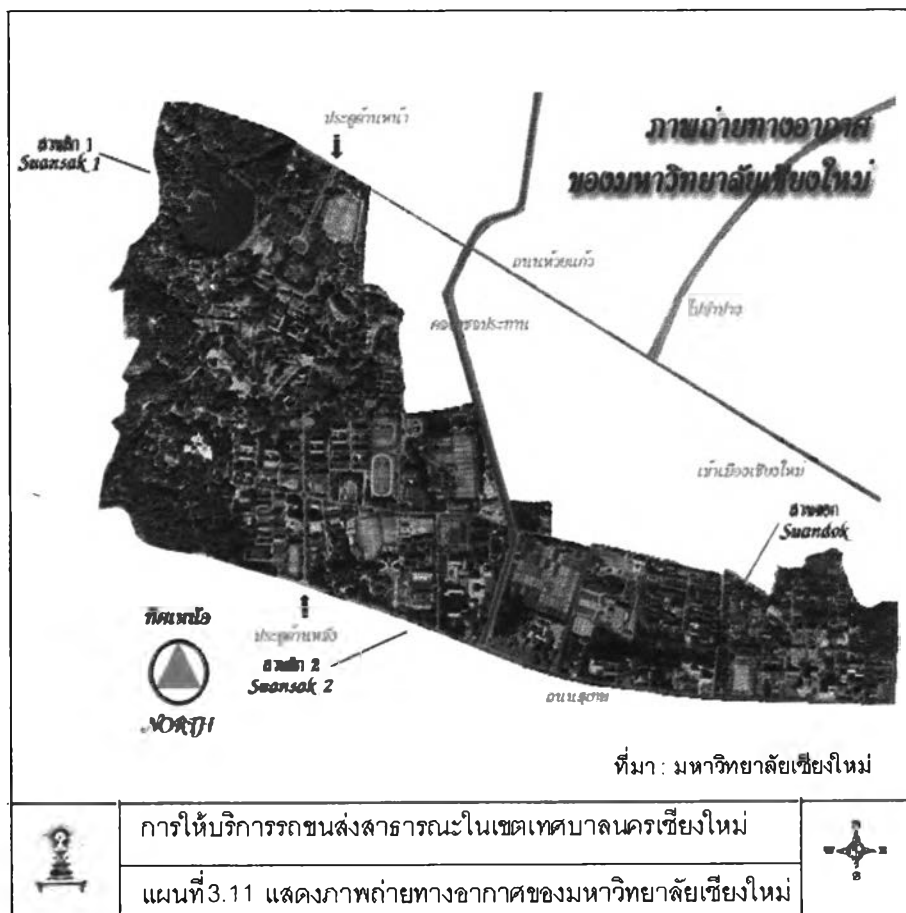 ภาพถ่ายทางอากาศ
ของมหาวิทยาลัยเชียงใหม่
ประตูด้านหน้า
สวนสัก 1
Suansak 1
ถนนห้วยแก้ว
ไปลำปาง
คลองชลประทาน
เข้าเมืองเชียงใหม่
สวนดอก
Suandok
ทิศเหนือ
NORTH
ประตูด้านหลัง
สวนสัก 2
Suansak 2
ถนนสุเทพ
ที่มา : มหาวิทยาลัยเชียงใหม่
การให้บริการรถขนส่งสาธารณะในเขตเทศบาลนครเชียงใหม่
แผนที่3.11 แสดงภาพถ่ายทางอากาศของมหาวิทยาลัยเชียงใหม่
W E
S